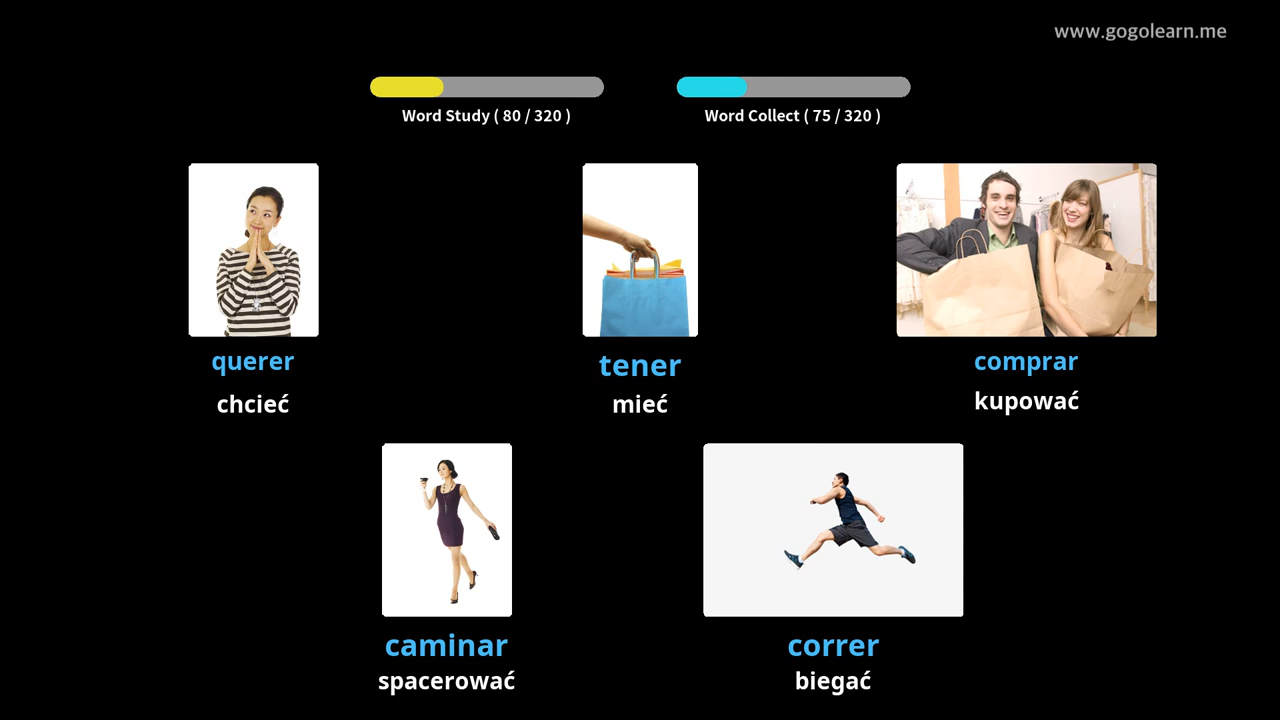 www.gogolearn.me
Word Study ( 80 / 320 )
Word Collect ( 75 / 320 )
querer
chcieć
tener
mieć
comprar
kupować
caminar
spacerować
correr
biegać